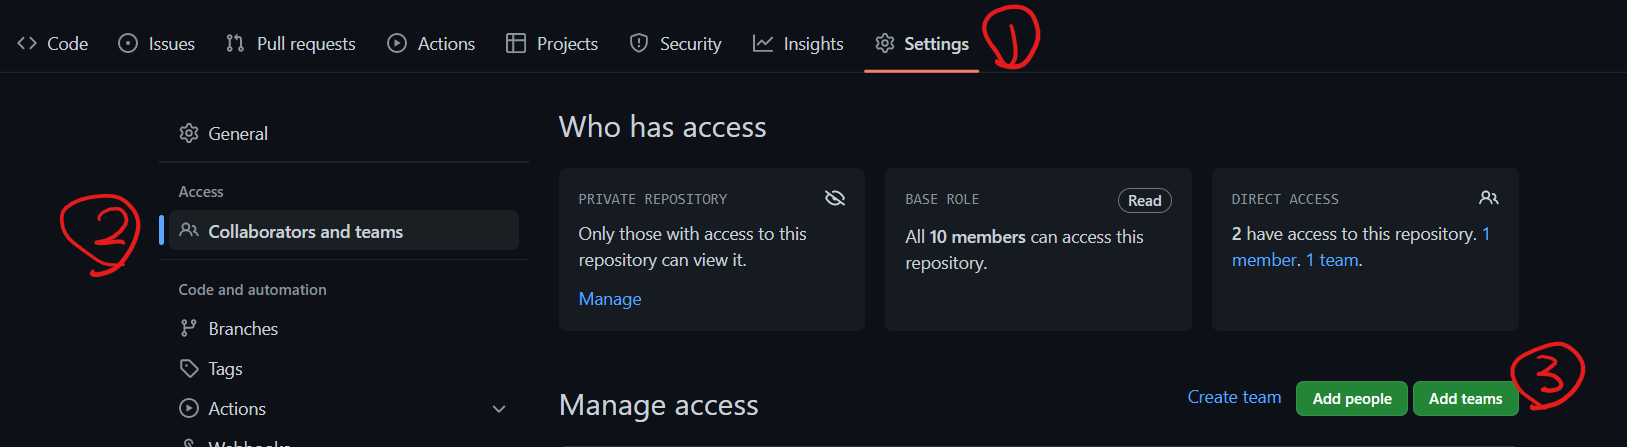 Code Issues Pull requests Actions Projects Security Insights Settings 1
General
Access
2 Collaborators and teams
Code and automation
Branches
Tags
Actions
Webhooks
Who has access
PRIVATE REPOSITORY
Only those with access to this
repository can view it.
Manage
BASE ROLE Read
All 10 members can access this
repository.
DIRECT ACCESS
2 have access to this repository. 1
member. 1 team.
Manage access Create team Add people Add teams 3